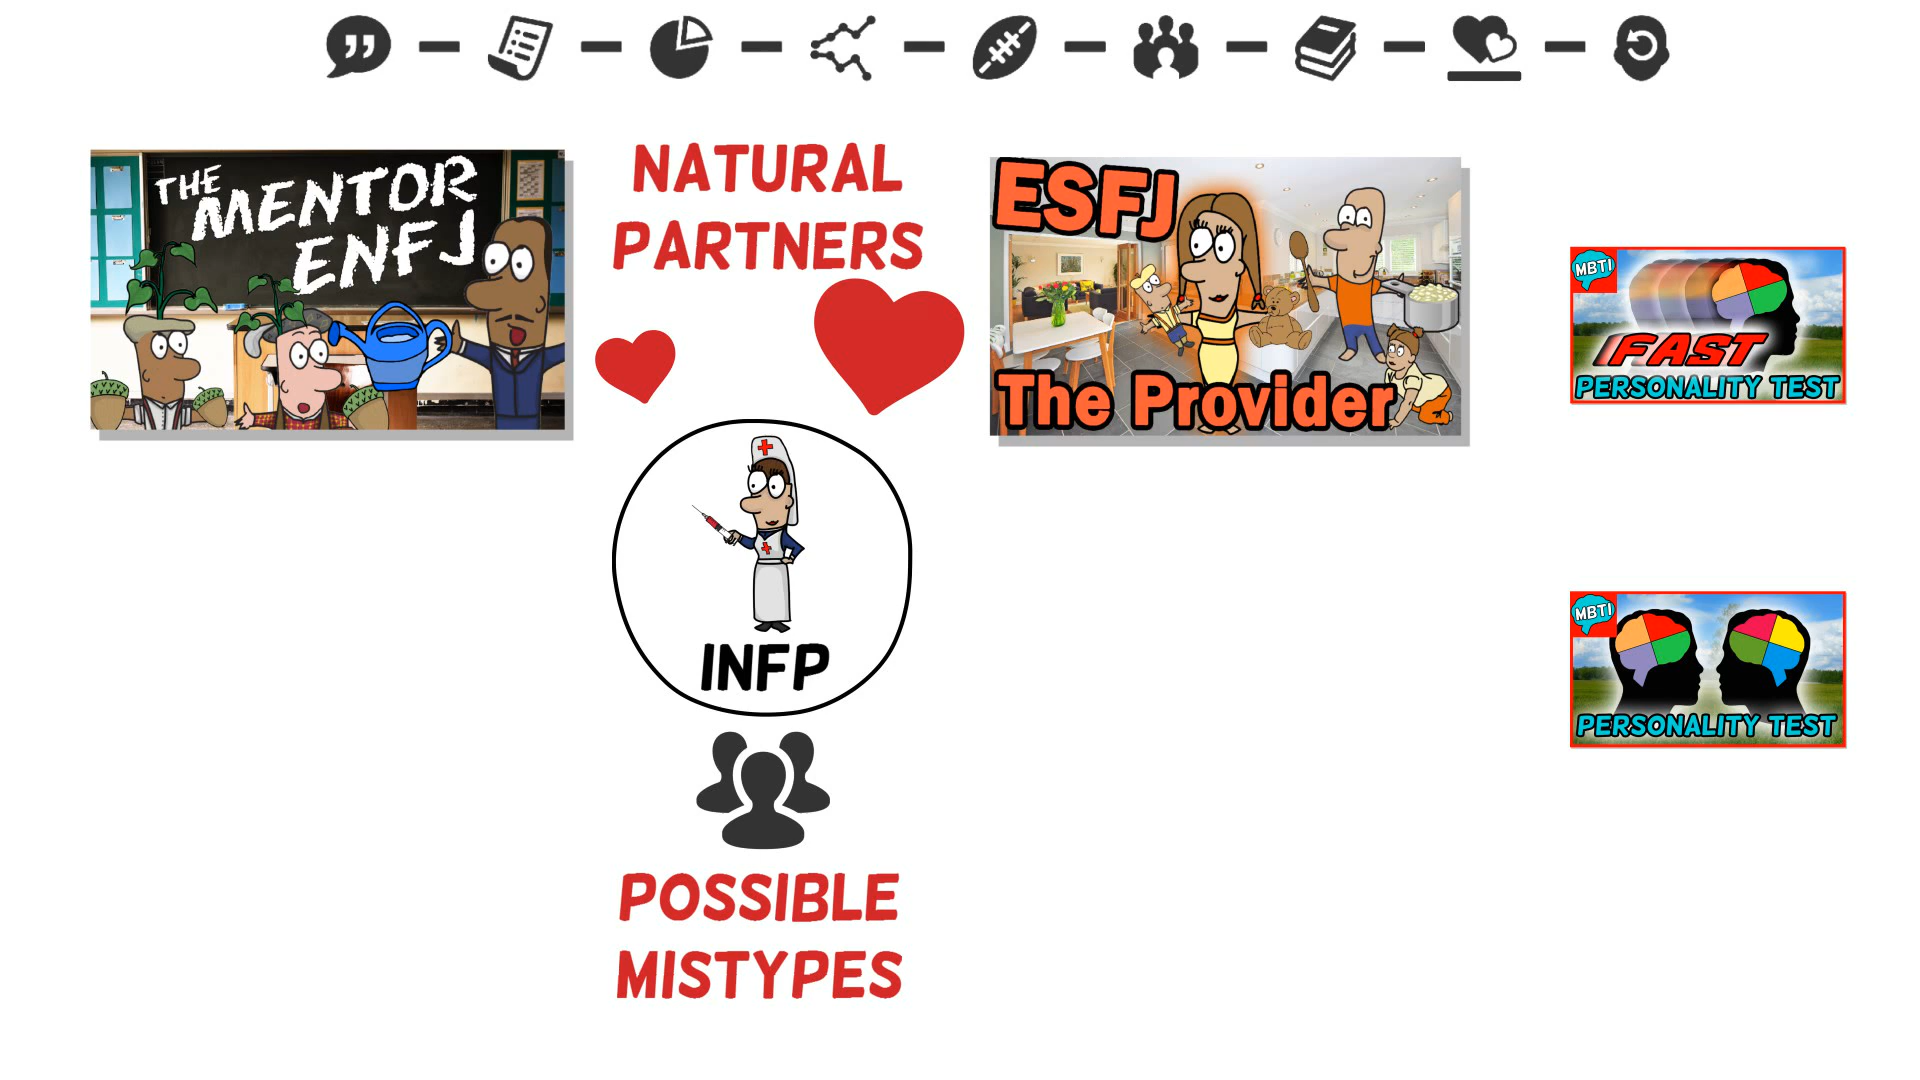 THE
MENTOR
ENFJ
NATURAL
PARTNERS
ESFJ
The Provider
MBTI
FAST
PERSONALITY TEST
INFP
MBTI
PERSONALITY TEST
POSSIBLE
MISTYPES